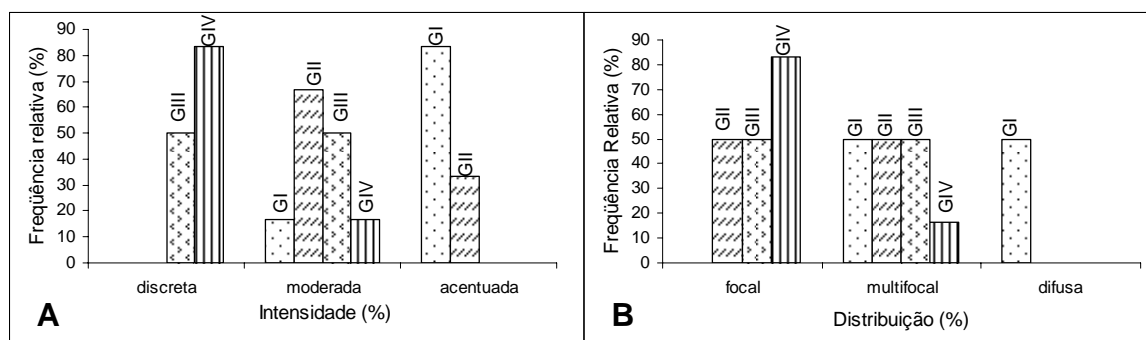 Freqüência relativa (%)
90
80
70
60
50
40
30
20
10
0
GIII
GIV
GI
GII
GIII
GIV
GI
GII
discreta moderada acentuada
Intensidade (%)
A
Freqüência Relativa (%)
50
90
80
70
60
50
40
30
20
10
0
GII
GIII
GIV
GI
GII
GIII
GIV
GI
focal multifocal difusa
Distribuição (%)
B